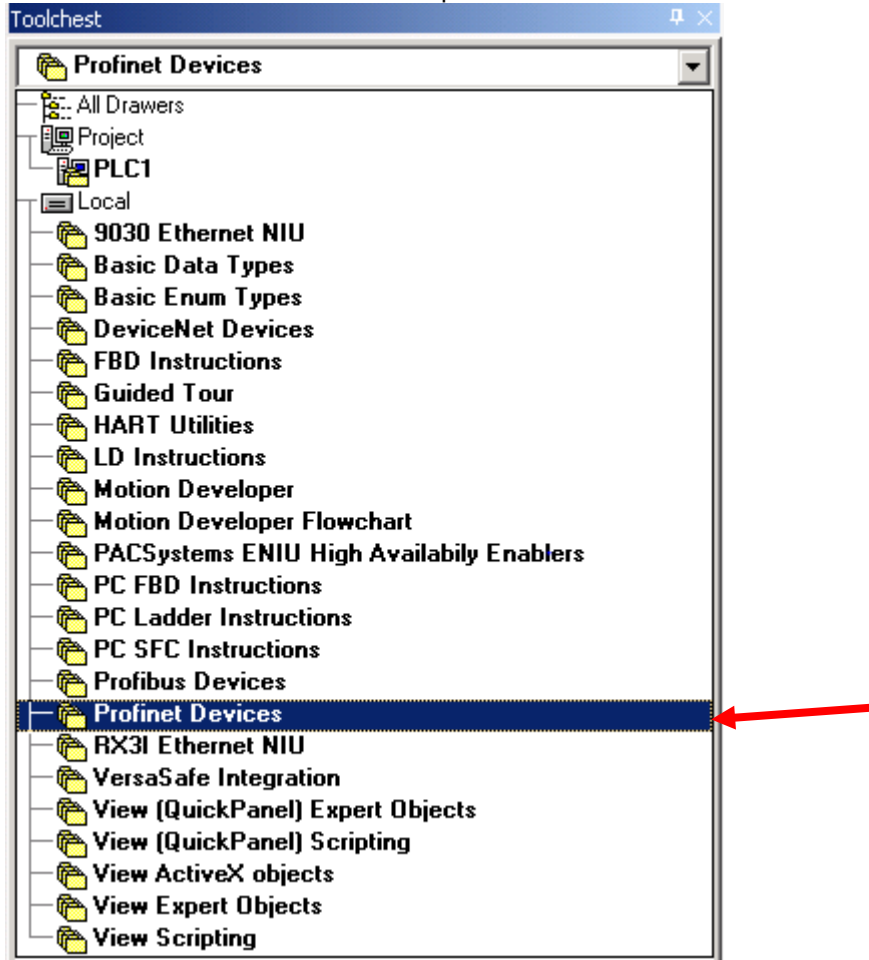 Toolchest
Profinet Devices
All Drawers
Project
PLC1
Local
9030 Ethernet NIU
Basic Data Types
Basic Enum Types
DeviceNet Devices
FBD Instructions
Guided Tour
HART Utilities
LD Instructions
Motion Developer
Motion Developer Flowchart
PACSystems ENIU High Availabily Enablers
PC FBD Instructions
PC Ladder Instructions
PC SFC Instructions
Profibus Devices
Profinet Devices
RX3I Ethernet NIU
VersaSafe Integration
View (QuickPanel) Expert Objects
View (QuickPanel) Scripting
View ActiveX objects
View Expert Objects
View Scripting